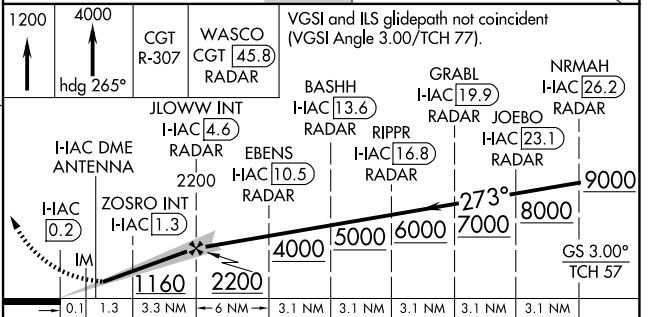 1200
4000
hdg 265°
CGT
R-307
WASCO
CGT 45.8
RADAR
VGSI and ILS glidepath not coincident
(VGSI Angle 3.00/TCH 77).
NRMAH
I-IAC 26.2
RADAR
GRABL
I-IAC 19.9
RADAR
BASHH
I-IAC 13.6
RADAR
JLOWW INT
I-IAC 4.6
RADAR
2200
JOEBO
I-IAC 23.1
RADAR
RIPPR
I-IAC 16.8
RADAR
EBENS
I-IAC 10.5
RADAR
I-IAC DME
ANTENNA
ZOSRO INT
I-IAC 1.3
I-IAC
0.2
IM
273°
9000
8000
7000
6000
5000
4000
2200
1160
GS 3.00°
TCH 57
0.1
1.3
3.3 NM
6 NM
3.1 NM
3.1 NM
3.1 NM
3.1 NM
3.1 NM